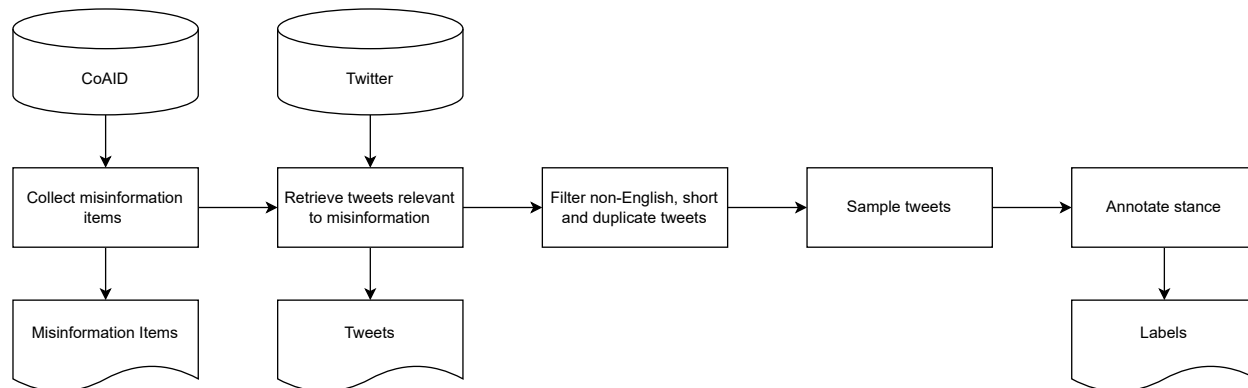 CoAID
Twitter
Collect misinformation
items
Retrieve tweets relevant
to misinformation
Filter non-English, short
and duplicate tweets
Sample tweets
Annotate stance
Misinformation Items
Tweets
Labels